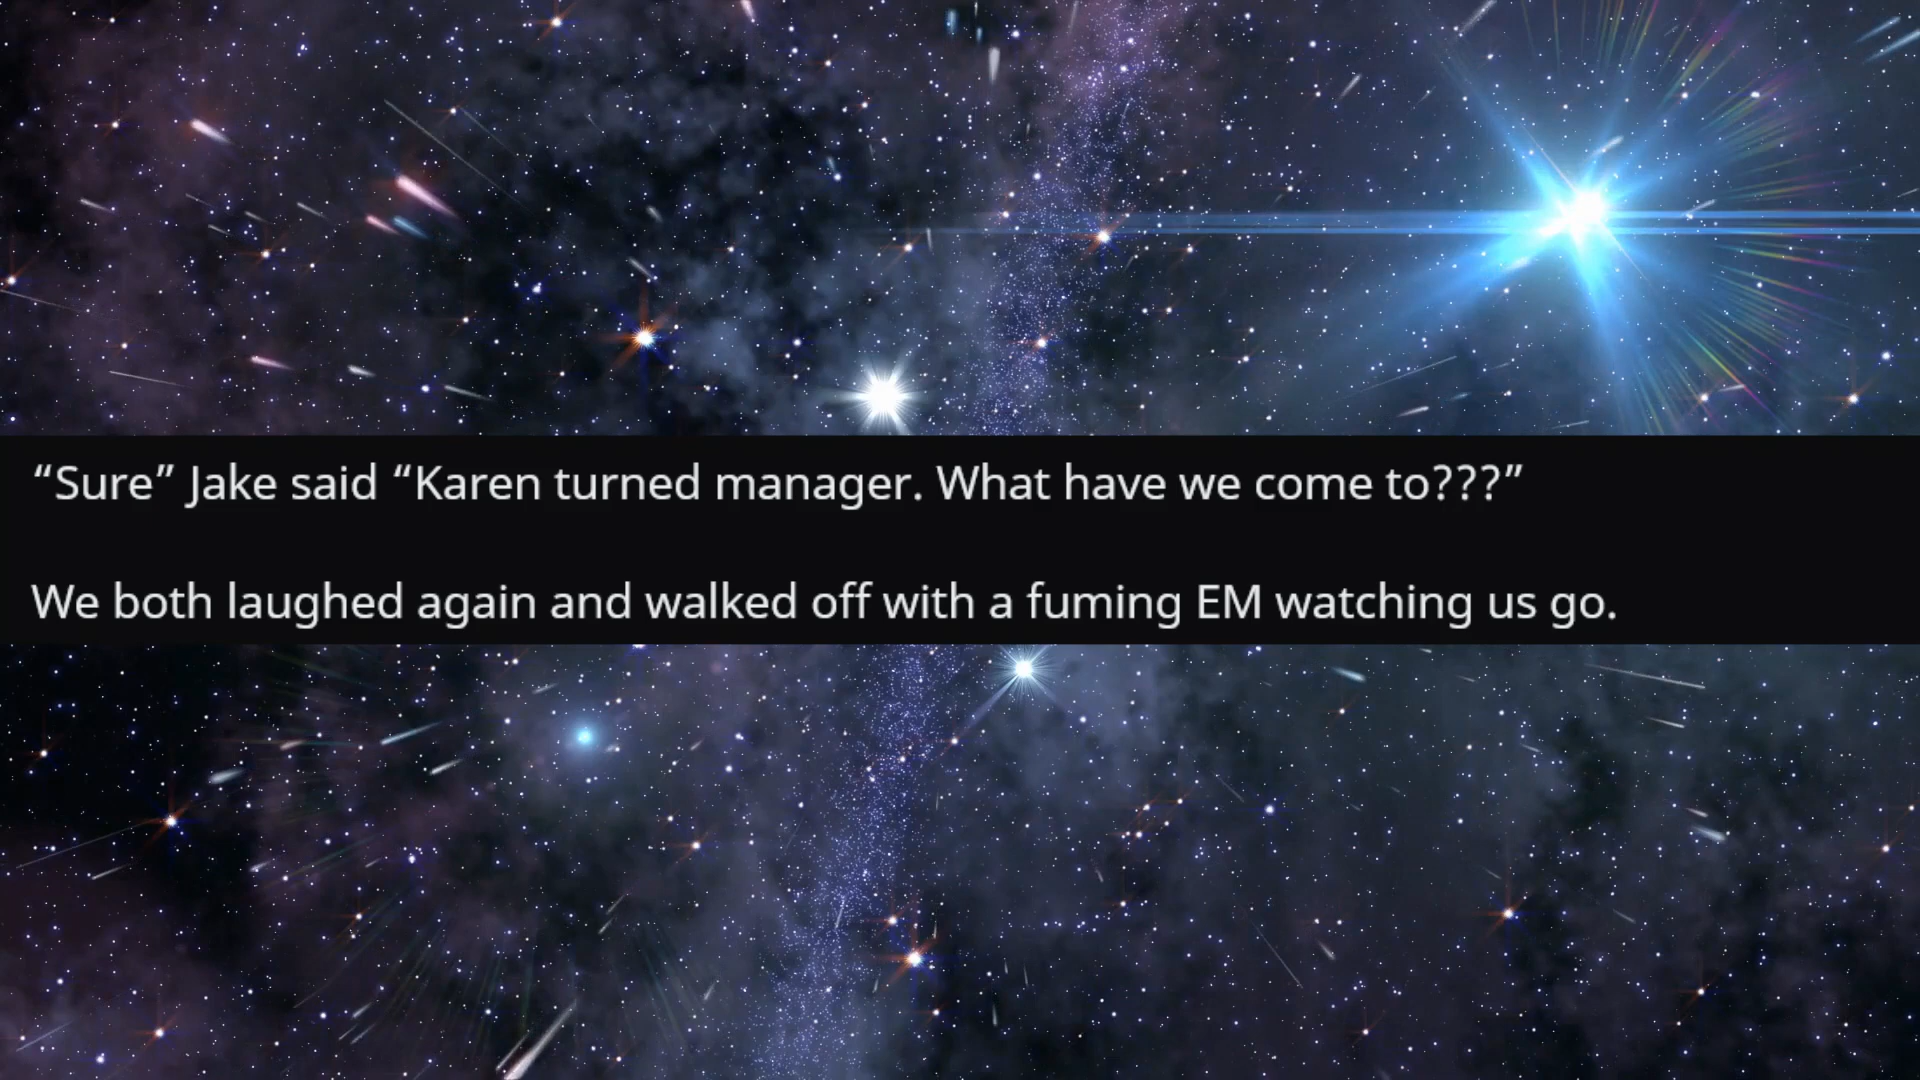 “Sure” Jake said “Karen turned manager. What have we come to???”
We both laughed again and walked off with a fuming EM watching us go.